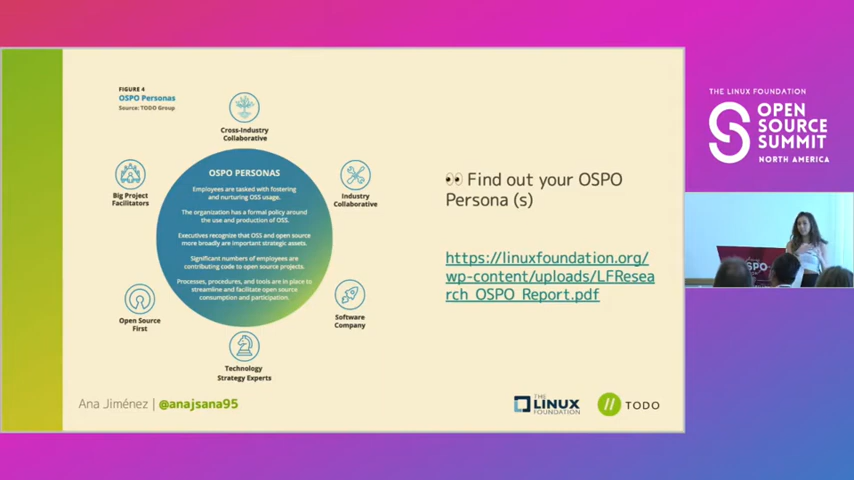 FIGURE 4
OSPO Personas
Source: TODO Group
Cross-Industry
Collaborative
Big Project
Facilitators
Industry
Collaborative
Open Source
First
Software
Company
Technology
Strategy Experts
OSPO PERSONAS
Employees are tasked with fostering
and nurturing OSS usage.
The organization has a formal policy around
the use and production of OSS.
Executives recognize that OSS and open source
more broadly are important strategic assets.
Significant numbers of employees are
contributing code to open source projects.
Processes, procedures, and tools are in place to
streamline and facilitate open source
consumption and participation.
👀 Find out your OSPO
Persona (s)
https://linuxfoundation.org/
wp-content/uploads/LFResea
rch_OSPO_Report.pdf
Ana Jiménez | @anajsana95
THE
LINUX
FOUNDATION
TODO
THE LINUX FOUNDATION
OPEN
SOURCE
SUMMIT
NORTH AMERICA
OSPO